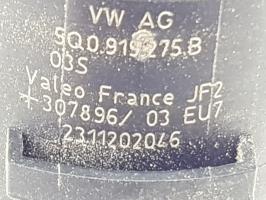 VW AG
5Q0.919.275.B
03S
Valeo France JF2
+307896/ 03 EU7
2311202046